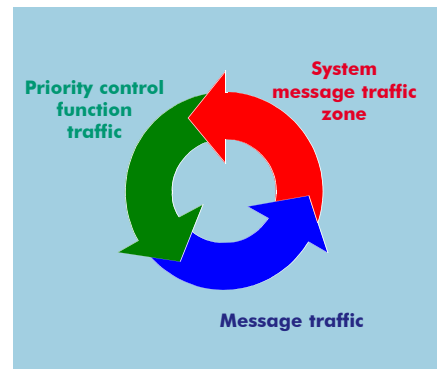 Priority control
function
traffic
System
message traffic
zone
Message traffic